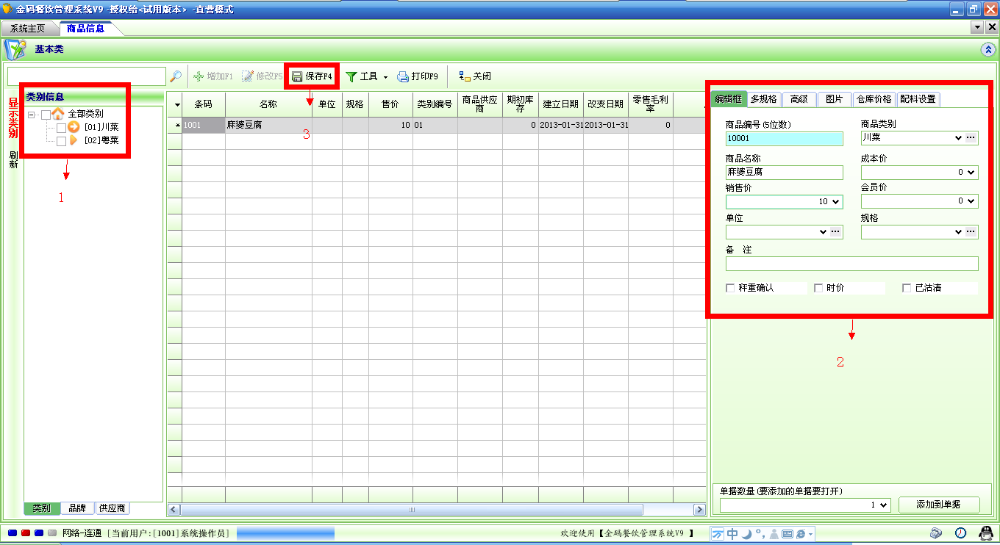 金码餐饮管理系统V9 -授权给<试用版本> -直营模式
系统主页 商品信息
基本类
增加F1 修改F5 保存F4 工具 打印F9 关闭
显示类别
刷新
类别信息
全部类别
[01]川菜
[02]粤菜
1
条码 名称 单位 规格 售价 类别编号 商品供应商 期初库存 建立日期 改变日期 零售毛利率
* 1001 麻婆豆腐 10 01 0 2013-01-31 2013-01-31 0
3
编辑框 多规格 高级 图片 仓库价格 配料设置
商品编号(5位数) 商品类别
10001 川菜
商品名称 成本价
麻婆豆腐 0
销售价 会员价
10 0
单位 规格
备 注
秤重确认 时价 已沽清
2
单据数量(要添加的单据要打开)
1 添加到单据
类别 品牌 供应商
网络-连通 [当前用户:[1001]系统操作员] 欢迎使用【金码餐饮管理系统V9 】 中